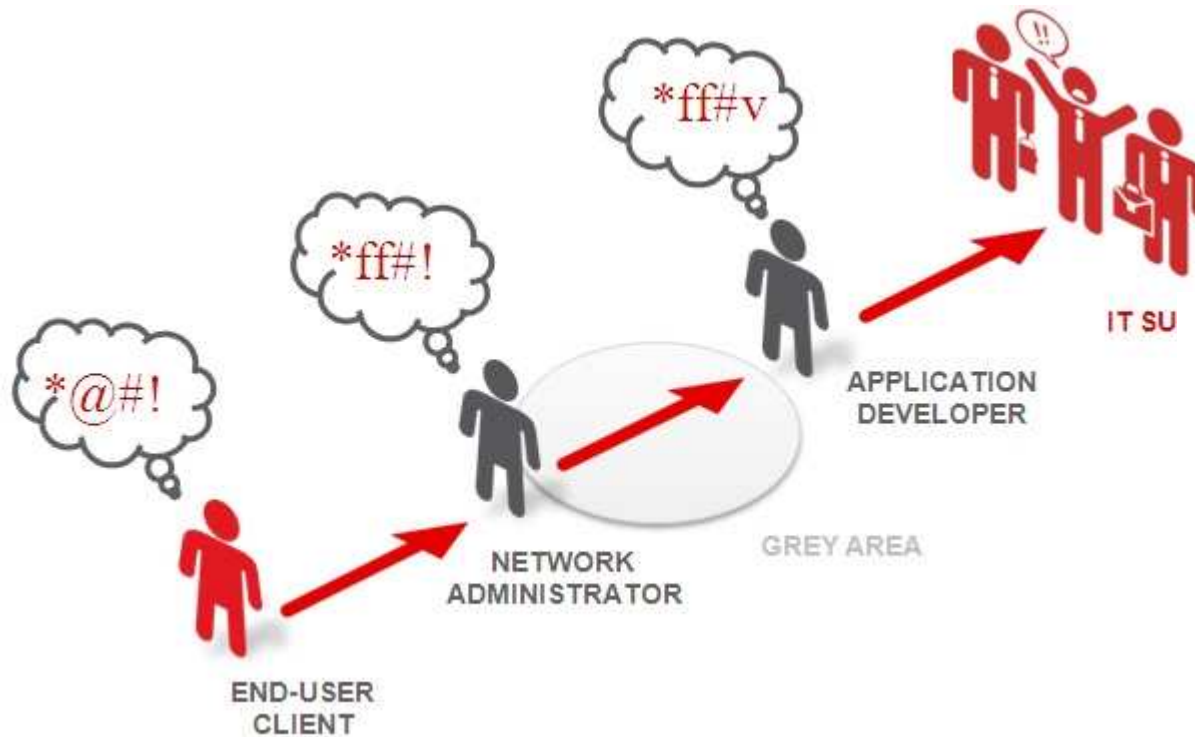 !!
*ff#v
*ff#!
*@#!
IT SU
APPLICATION
DEVELOPER
GREY AREA
NETWORK
ADMINISTRATOR
END-USER
CLIENT